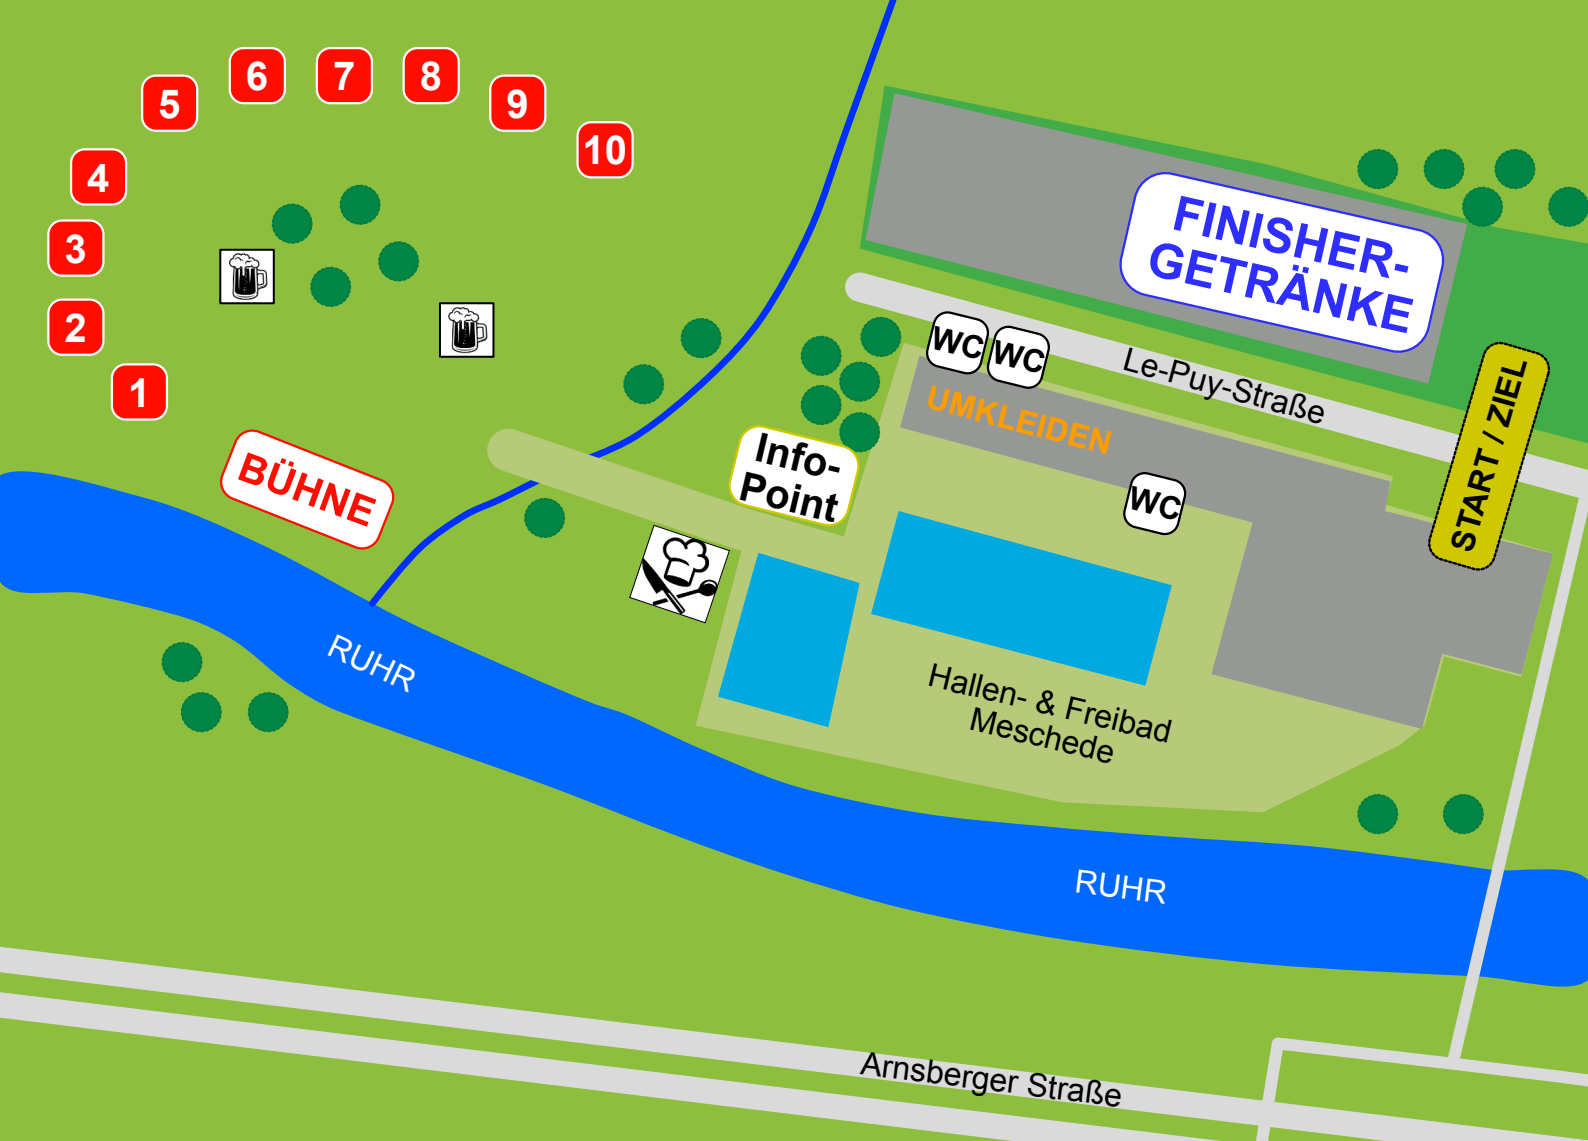 6
7
8
5
9
10
4
3
2
1
FINISHER-
GETRÄNKE
WC
WC
Le-Puy-Straße
UMKLEIDEN
START / ZIEL
Info-
Point
BÜHNE
WC
RUHR
Hallen- & Freibad
Meschede
RUHR
Arnsberger Straße